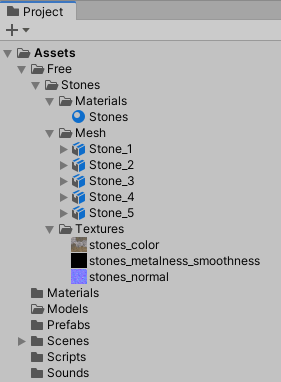 Project
Assets
Free
Stones
Materials
Stones
Mesh
Stone_1
Stone_2
Stone_3
Stone_4
Stone_5
Textures
stones_color
stones_metalness_smoothness
stones_normal
Materials
Models
Prefabs
Scenes
Scripts
Sounds